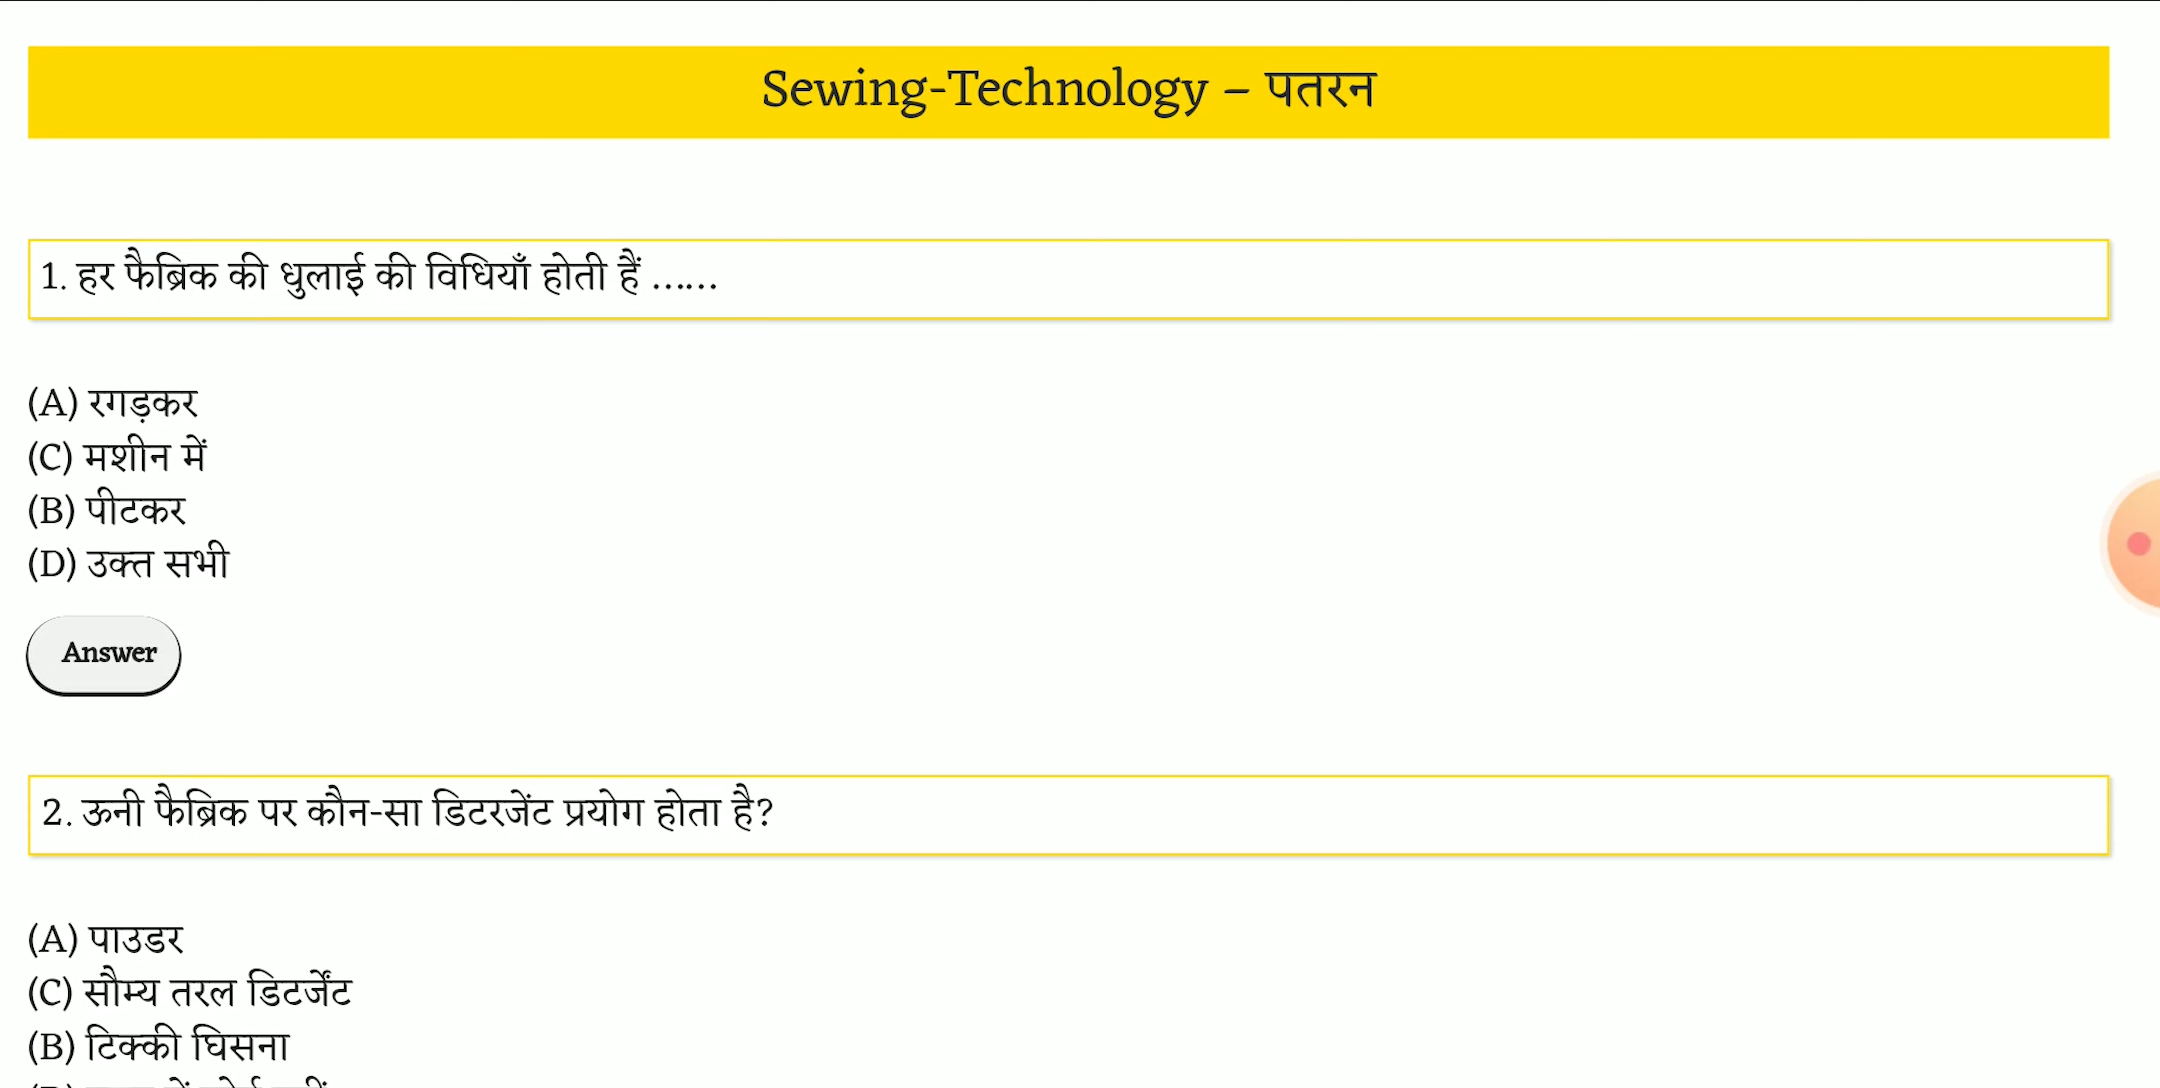 Sewing-Technology – पतरन
1. हर फैब्रिक की धुलाई की विधियाँ होती हैं ……
(A) रगड़कर
(C) मशीन में
(B) पीटकर
(D) उक्त सभी
Answer
2. ऊनी फैब्रिक पर कौन-सा डिटरजेंट प्रयोग होता है?
(A) पाउडर
(C) सौम्य तरल डिटर्जेंट
(B) टिक्की घिसना